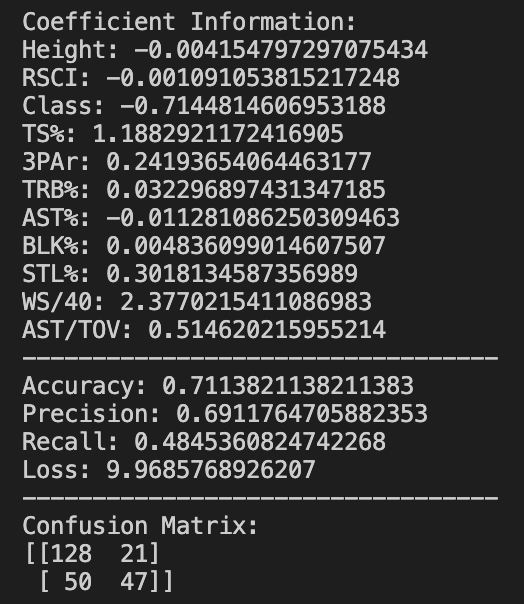 Coefficient Information:
Height: -0.004154797297075434
RSCI: -0.001091053815217248
Class: -0.7144814606953188
TS%: 1.1882921172416905
3PAr: 0.24193654064463177
TRB%: 0.032296897431347185
AST%: -0.011281086250309463
BLK%: 0.004836099014607507
STL%: 0.3018134587356989
WS/40: 2.3770215411086983
AST/TOV: 0.514620215955214
----------------------------------
Accuracy: 0.7113821138211383
Precision: 0.6911764705882353
Recall: 0.4845360824742268
Loss: 9.9685768926207
----------------------------------
Confusion Matrix:
[[128  21]
 [ 50  47]]